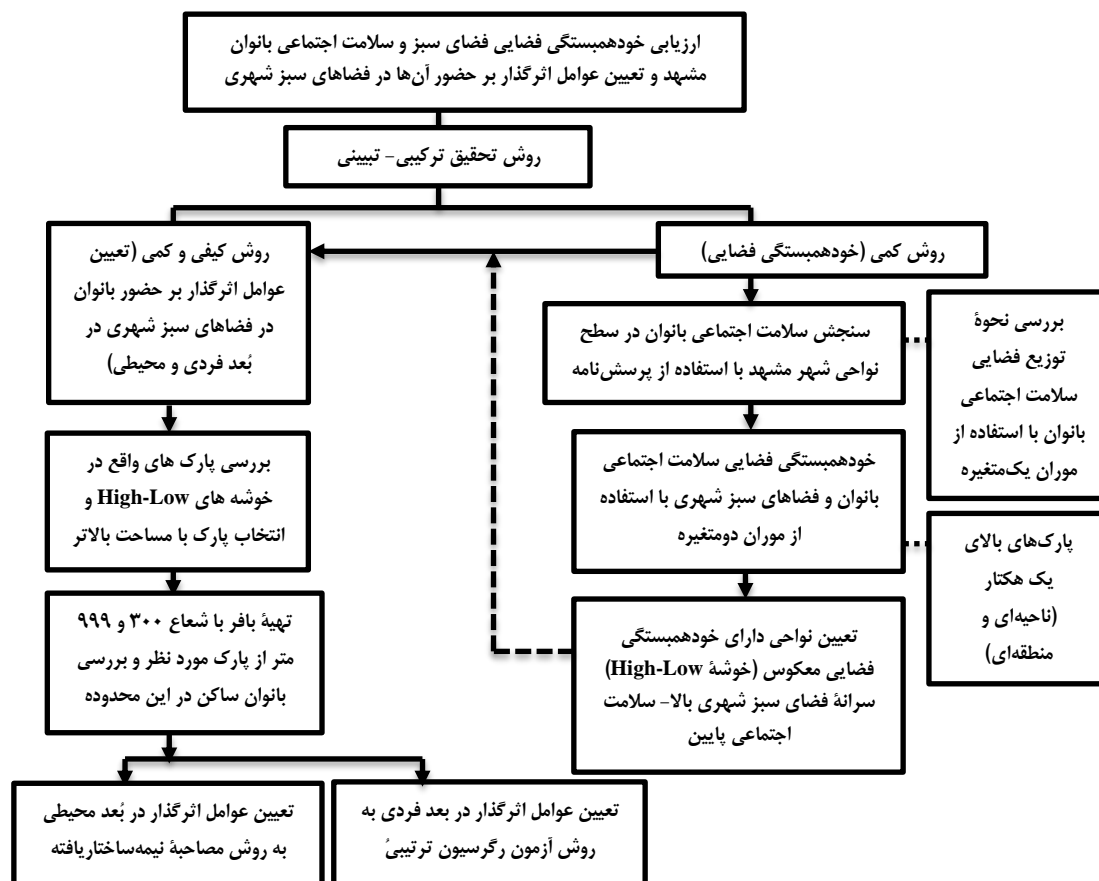 ارزیابی خودهمبستگی فضایی فضای سبز و سلامت اجتماعی بانوان
مشهد و تعیین عوامل اثرگذار بر حضور آن‌ها در فضاهای سبز شهری
روش تحقیق ترکیبی- تبیینی
روش کمی (خودهمبستگی فضایی)
سنجش سلامت اجتماعی بانوان در سطح
نواحی شهر مشهد با استفاده از پرسش‌نامه
بررسی نحوۀ
توزیع فضایی
سلامت اجتماعی
بانوان با استفاده از
موران یک‌متغیره
خودهمبستگی فضایی سلامت اجتماعی
بانوان و فضاهای سبز شهری با استفاده
از موران دومتغیره
پارک‌های بالای
یک هکتار
(ناحیه‌ای و
منطقه‌ای)
تعیین نواحی دارای خودهمبستگی
فضایی معکوس (خوشۀ High-Low)
سرانۀ فضای سبز شهری بالا- سلامت
اجتماعی پایین
روش کیفی و کمی (تعیین
عوامل اثرگذار بر حضور بانوان
در فضاهای سبز شهری در
بُعد فردی و محیطی)
بررسی پارک های واقع در
خوشه های High-Low و
انتخاب پارک با مساحت بالاتر
تهیۀ بافر با شعاع ۳۰۰ و ۹۹۹
متر از پارک مورد نظر و بررسی
بانوان ساکن در این محدوده
تعیین عوامل اثرگذار در بعد فردی به
روش آزمون رگرسیون ترتیبیُ
تعیین عوامل اثرگذار در بُعد محیطی
به روش مصاحبۀ نیمه‌ساختاریافته